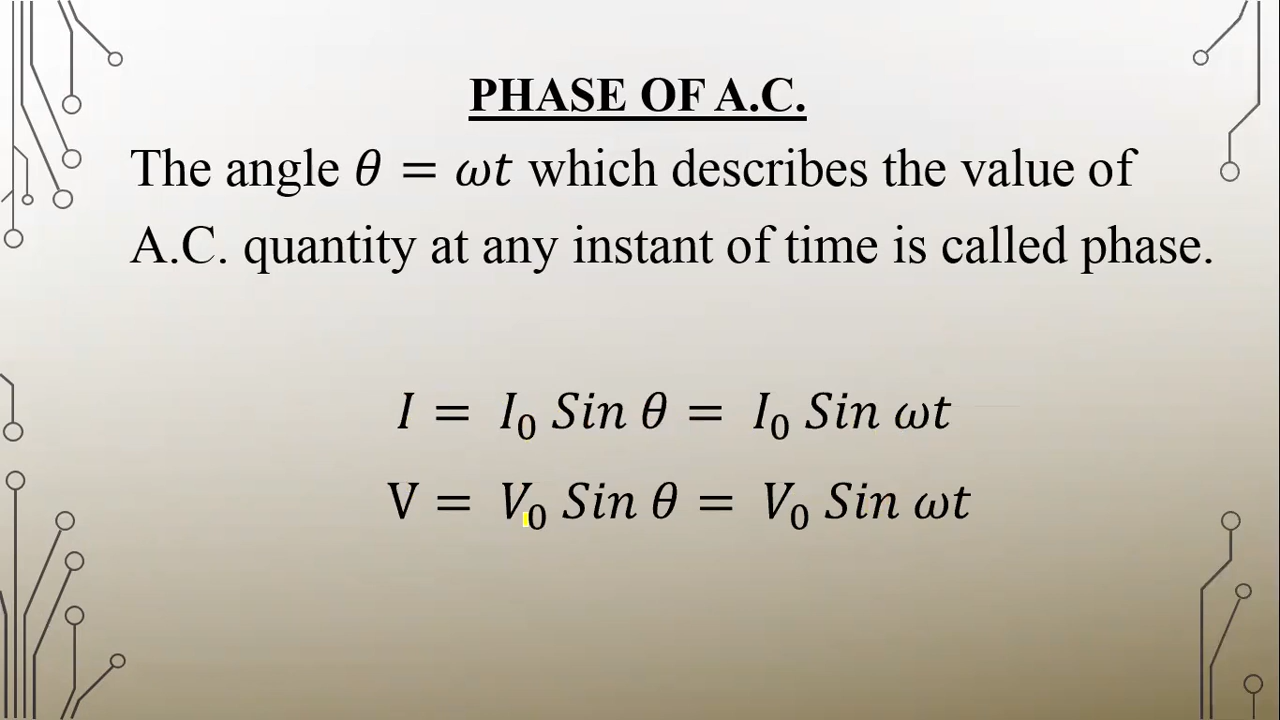 PHASE OF A.C.
The angle 𝜃 = 𝜔𝑡 which describes the value of
A.C. quantity at any instant of time is called phase.
𝐼 = 𝐼₀ 𝑆𝑖𝑛 𝜃 = 𝐼₀ 𝑆𝑖𝑛 𝜔𝑡
V = 𝑉₀ 𝑆𝑖𝑛 𝜃 = 𝑉₀ 𝑆𝑖𝑛 𝜔𝑡